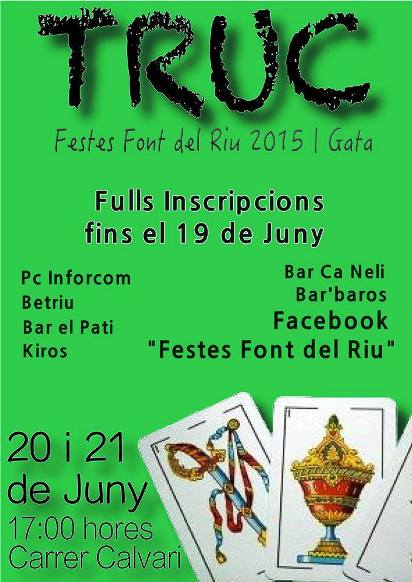 TRUC
Festes Font del Riu 2015 | Gata
Fulls Inscripcions
fins el 19 de Juny
Pc Inforcom
Betriu
Bar el Pati
Kiros
Bar Ca Neli
Bar'baros
Facebook
"Festes Font del Riu"
20 i 21
de Juny
17:00 hores
Carrer Calvari